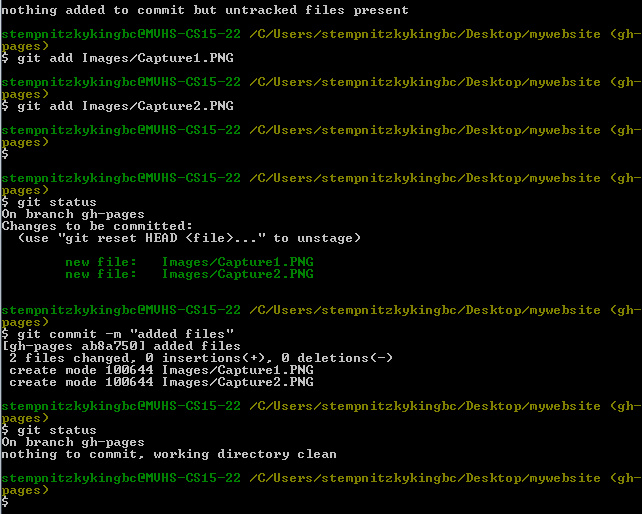 nothing added to commit but untracked files present
stempnitzkykingbc@MVHS-CS15-22 /C/Users/stempnitzkykingbc/Desktop/mywebsite (gh-
pages)
$ git add Images/Capture1.PNG
stempnitzkykingbc@MVHS-CS15-22 /C/Users/stempnitzkykingbc/Desktop/mywebsite (gh-
pages)
$ git add Images/Capture2.PNG
stempnitzkykingbc@MVHS-CS15-22 /C/Users/stempnitzkykingbc/Desktop/mywebsite (gh-
pages)
$
stempnitzkykingbc@MVHS-CS15-22 /C/Users/stempnitzkykingbc/Desktop/mywebsite (gh-
pages)
$ git status
On branch gh-pages
Changes to be committed:
  (use "git reset HEAD <file>..." to unstage)
        new file:   Images/Capture1.PNG
        new file:   Images/Capture2.PNG
stempnitzkykingbc@MVHS-CS15-22 /C/Users/stempnitzkykingbc/Desktop/mywebsite (gh-
pages)
$ git commit -m "added files"
[gh-pages ab8a750] added files
 2 files changed, 0 insertions(+), 0 deletions(-)
 create mode 100644 Images/Capture1.PNG
 create mode 100644 Images/Capture2.PNG
stempnitzkykingbc@MVHS-CS15-22 /C/Users/stempnitzkykingbc/Desktop/mywebsite (gh-
pages)
$ git status
On branch gh-pages
nothing to commit, working directory clean
stempnitzkykingbc@MVHS-CS15-22 /C/Users/stempnitzkykingbc/Desktop/mywebsite (gh-
pages)
$